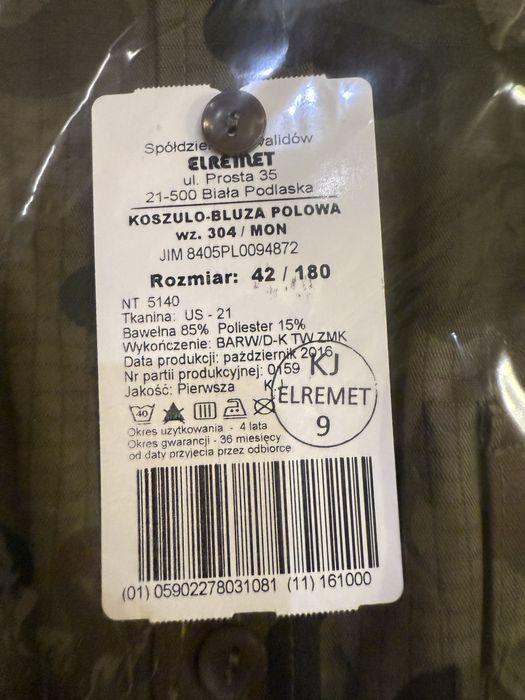 Spółdzie alidów
ELREMET
ul. Prosta 35
21-500 Biała Podlaska
KOSZULO-BLUZA POLOWA
wz. 304 / MON
JIM 8405PL0094872
Rozmiar: 42 / 180
NT 5140
Tkanina: US - 21
Bawełna 85% Poliester 15%
Wykończenie: BARW/D-K TW ZMK
Data produkcji: październik 2016
Nr partii produkcyjnej: 0159
Jakość: Pierwsza K
KJ
ELREMET
9
40
Okres użytkowania - 4 lata
Okres gwarancji - 36 miesięcy
od daty przyjęcia przez odbiorcę
(01) 05902278031081 (11) 161000